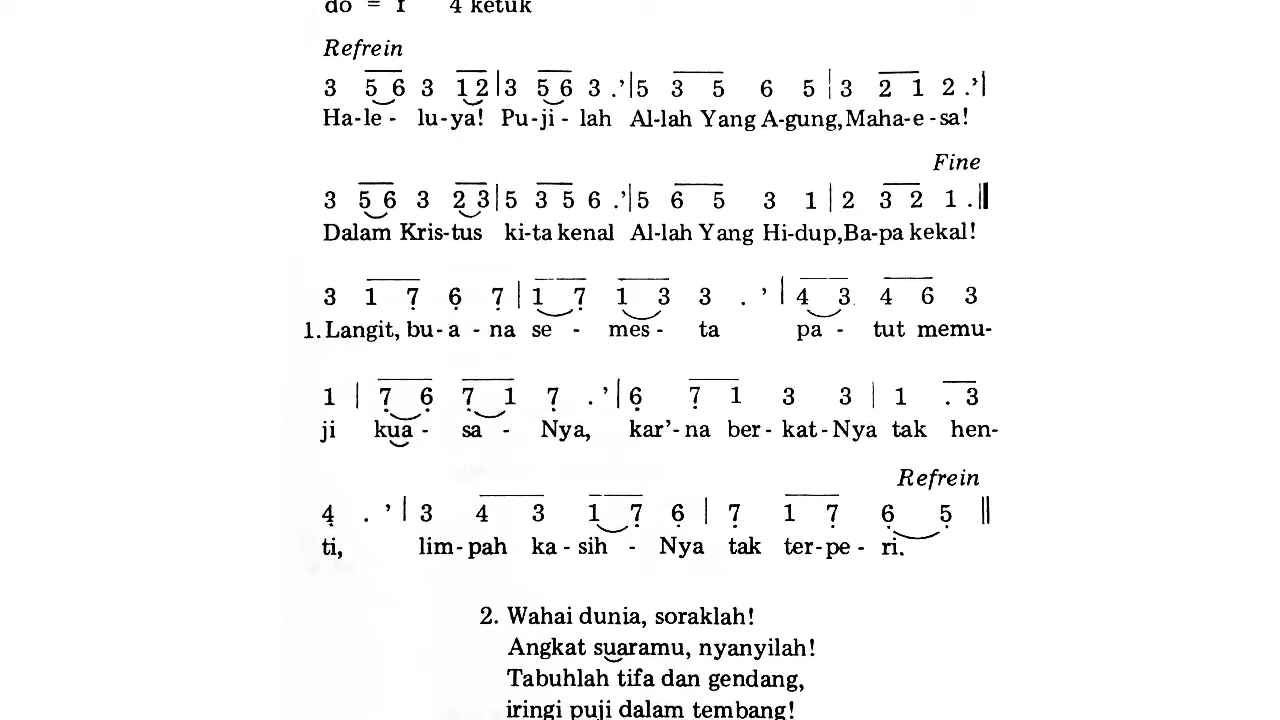 do = f 4 ketuk
Refrein
3 5 6 3 1 2 | 3 5 6 3 . ' | 5 3 5 6 5 | 3 2 1 2 . ' |
Ha-le - lu-ya! Pu-ji - lah Al-lah Yang A-gung, Maha-e-sa!
Fine
3 5 6 3 2 3 | 5 3 5 6 . ' | 5 6 5 3 1 | 2 3 2 1 . ||
Dalam Kris-tus ki-ta kenal Al-lah Yang Hi-dup, Ba-pa kekal!
3 1 7̣ 6̣ 7̣ | 1 7̣ 1 3 3 . ' | 4 3 4 6 3
1. Langit, bu-a - na se - mes - ta pa - tut memu-
1 | 7̣ 6̣ 7̣ 1 7̣ . ' | 6̣ 7̣ 1 3 3 | 1 . 3
ji kua - sa - Nya, kar'-na ber-kat-Nya tak hen-
Refrein
4̣ . ' | 3 4 3 1 7̣ 6̣ | 7̣ 1 7̣ 6̣ 5̣ ||
ti, lim-pah ka-sih - Nya tak ter-pe - ri.
2. Wahai dunia, soraklah!
Angkat suaramu, nyanyilah!
Tabuhlah tifa dan gendang,
iringi puji dalam tembang!